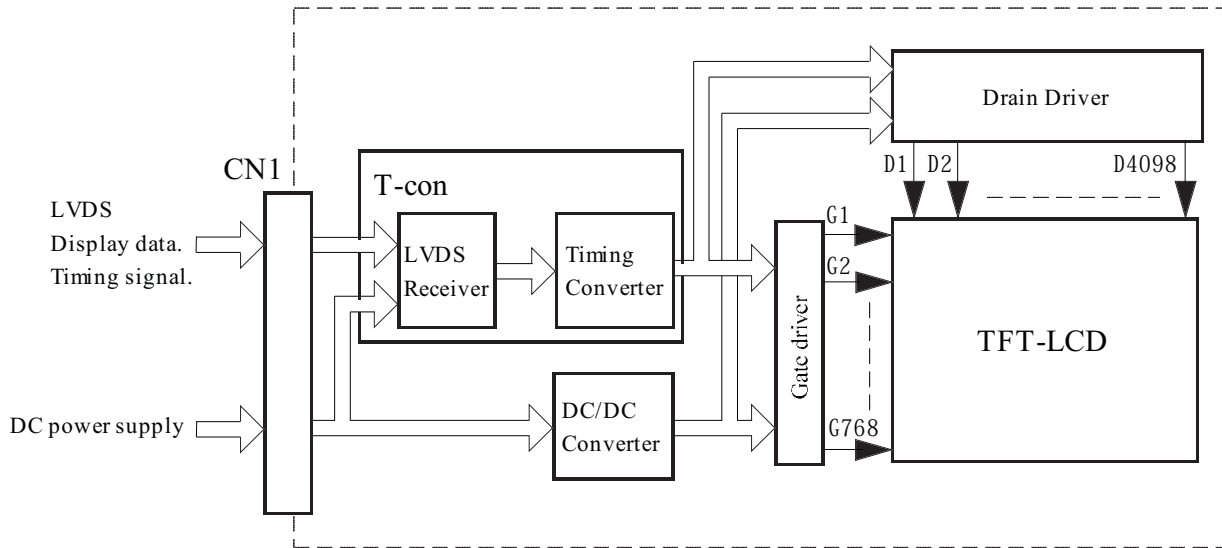 Drain Driver
D1
D2
D4098
CN1
T-con
LVDS
Display data.
Timing signal.
LVDS
Receiver
Timing
Converter
Gate driver
G1
G2
G768
TFT-LCD
DC power supply
DC/DC
Converter